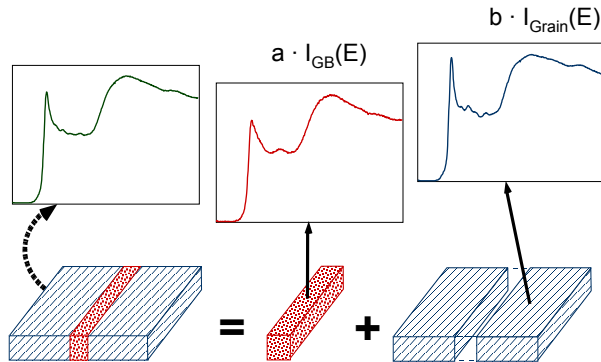 b · I_Grain(E)
a · I_GB(E)
= +